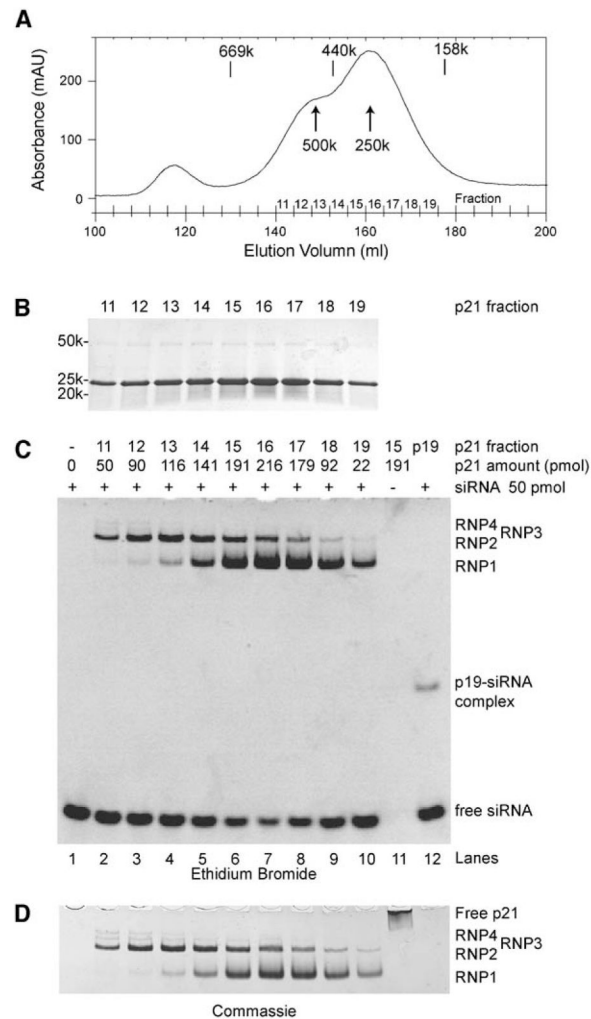 A
669k 440k 158k
200
100
0
500k 250k
11 12 13 14 15 16 17 18 19 Fraction
100 120 140 160 180 200
Absorbance (mAU)
Elution Volumn (ml)
B
11 12 13 14 15 16 17 18 19 p21 fraction
50k-
25k-
20k-
C
- 11 12 13 14 15 16 17 18 19 15 p19 p21 fraction
0 50 90 116 141 191 216 179 92 22 191 p21 amount (pmol)
+ + + + + + + + + + - + siRNA 50 pmol
RNP4
RNP3
RNP2
RNP1
p19-siRNA
complex
free siRNA
1 2 3 4 5 6 7 8 9 10 11 12 Lanes
Ethidium Bromide
D
Free p21
RNP4
RNP3
RNP2
RNP1
Commassie